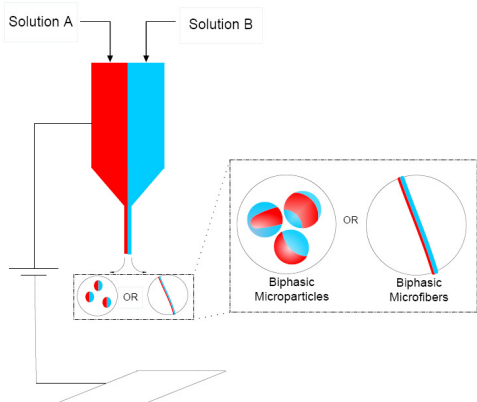 Solution A
Solution B
OR
OR
Biphasic
Microparticles
Biphasic
Microfibers